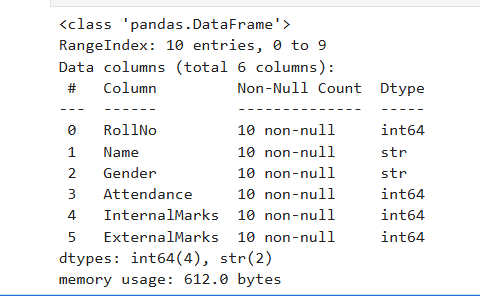 <class 'pandas.DataFrame'>
RangeIndex: 10 entries, 0 to 9
Data columns (total 6 columns):
 #   Column         Non-Null Count  Dtype
---  ------         --------------  -----
 0   RollNo         10 non-null     int64
 1   Name           10 non-null     str
 2   Gender         10 non-null     str
 3   Attendance     10 non-null     int64
 4   InternalMarks  10 non-null     int64
 5   ExternalMarks  10 non-null     int64
dtypes: int64(4), str(2)
memory usage: 612.0 bytes